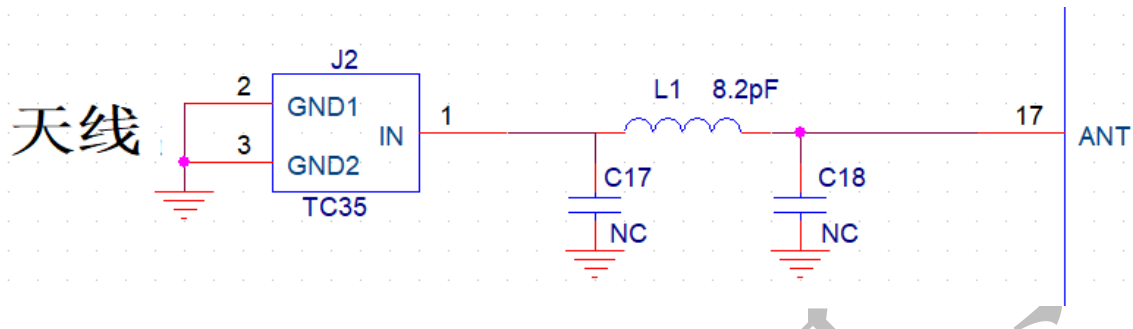 J2
天线
2
GND1
IN
1
3
GND2
TC35
L1 8.2pF
17
ANT
C17
NC
C18
NC